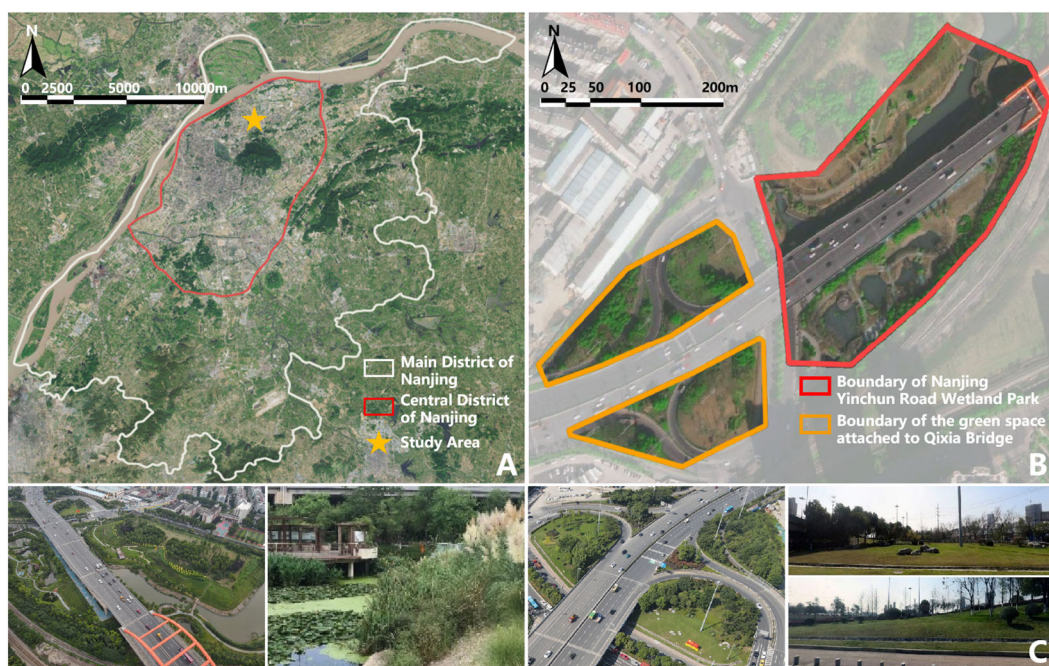 N
0 2500 5000 10000m
Main District of
Nanjing
Central District
of Nanjing
Study Area
A
N
0 25 50 100 200m
Boundary of Nanjing
Yinchun Road Wetland Park
Boundary of the green space
attached to Qixia Bridge
B
C